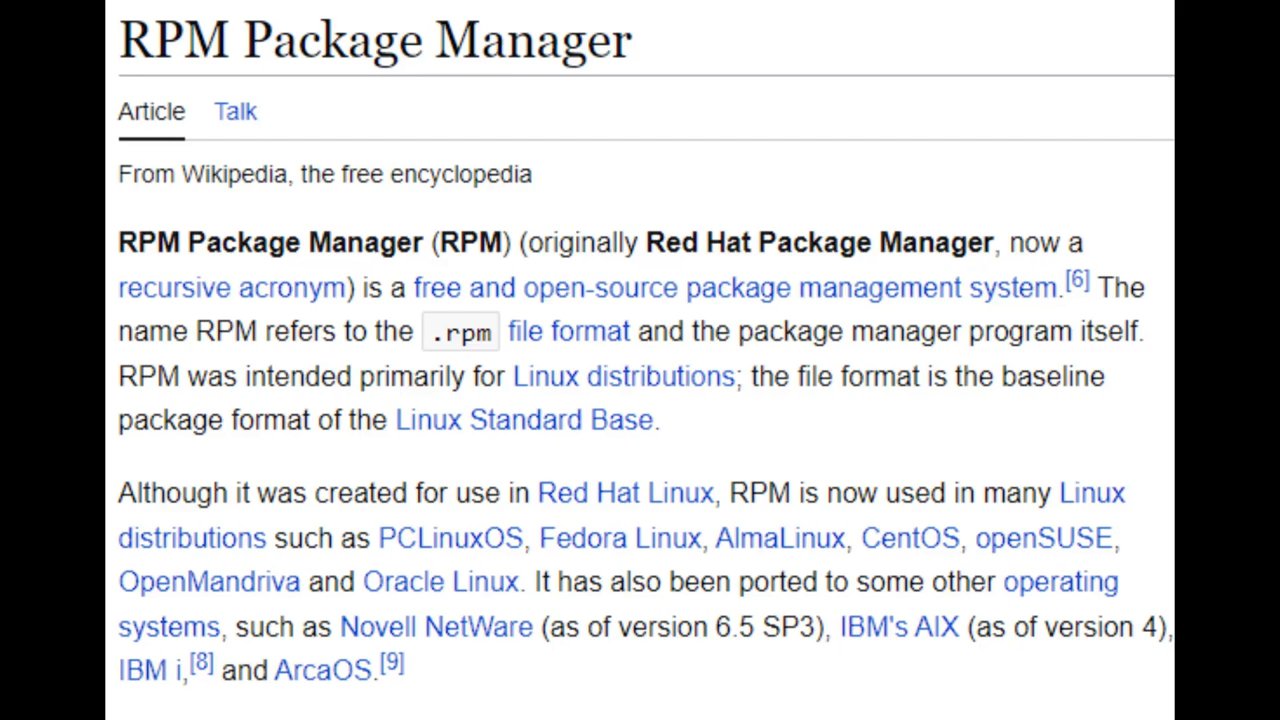 RPM Package Manager
Article Talk
From Wikipedia, the free encyclopedia
RPM Package Manager (RPM) (originally Red Hat Package Manager, now a
recursive acronym) is a free and open-source package management system.[6] The
name RPM refers to the .rpm file format and the package manager program itself.
RPM was intended primarily for Linux distributions; the file format is the baseline
package format of the Linux Standard Base.
Although it was created for use in Red Hat Linux, RPM is now used in many Linux
distributions such as PCLinuxOS, Fedora Linux, AlmaLinux, CentOS, openSUSE,
OpenMandriva and Oracle Linux. It has also been ported to some other operating
systems, such as Novell NetWare (as of version 6.5 SP3), IBM's AIX (as of version 4),
IBM i,[8] and ArcaOS.[9]